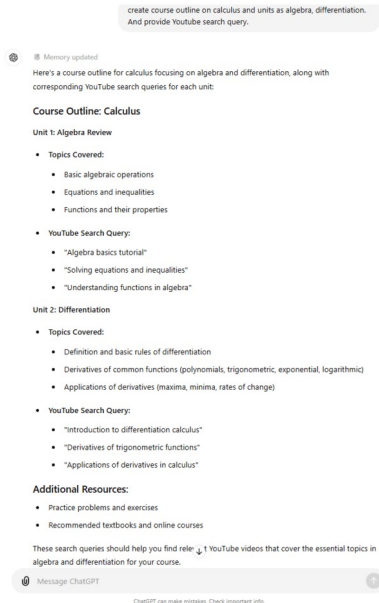 create course outline on calculus and units as algebra, differentiation.
And provide Youtube search query.
Memory updated
Here's a course outline for calculus focusing on algebra and differentiation, along with
corresponding YouTube search queries for each unit:
Course Outline: Calculus
Unit 1: Algebra Review
• Topics Covered:
• Basic algebraic operations
• Equations and inequalities
• Functions and their properties
• YouTube Search Query:
• "Algebra basics tutorial"
• "Solving equations and inequalities"
• "Understanding functions in algebra"
Unit 2: Differentiation
• Topics Covered:
• Definition and basic rules of differentiation
• Derivatives of common functions (polynomials, trigonometric, exponential, logarithmic)
• Applications of derivatives (maxima, minima, rates of change)
• YouTube Search Query:
• "Introduction to differentiation calculus"
• "Derivatives of trigonometric functions"
• "Applications of derivatives in calculus"
Additional Resources:
• Practice problems and exercises
• Recommended textbooks and online courses
These search queries should help you find rele t YouTube videos that cover the essential topics in
algebra and differentiation for your course.
Message ChatGPT
ChatGPT can make mistakes. Check important info.